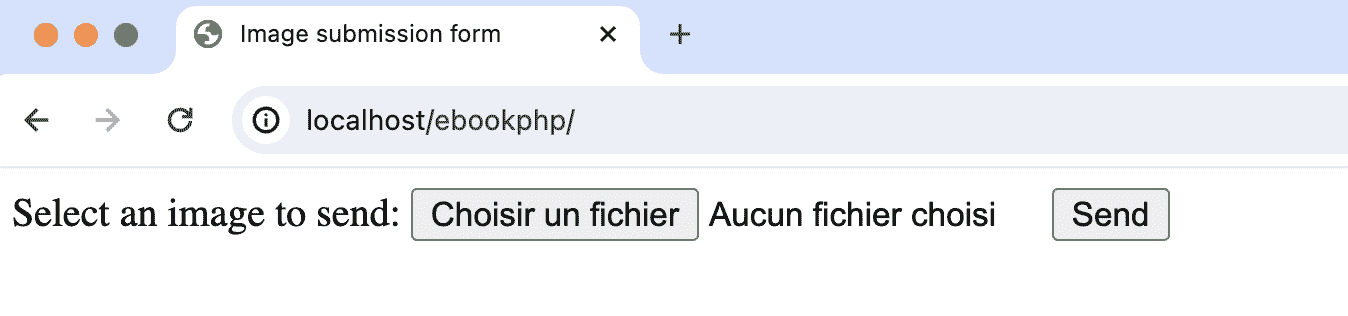 Image submission form
localhost/ebookphp/
Select an image to send: Choisir un fichier Aucun fichier choisi Send